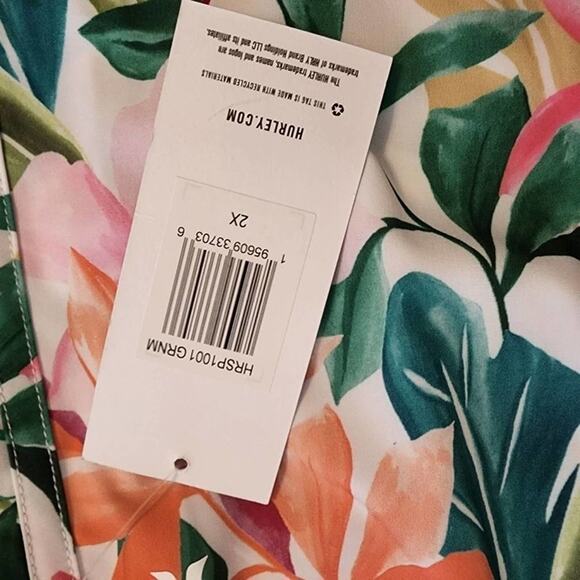 HRSP1001 GRNM
1 95609 33703 6
2X
HURLEY.COM
THIS TAG IS MADE WITH RECYCLED MATERIALS
The HURLEY trademarks, names and logos are
trademarks of HRLY Brand Holdings LLC and its affiliates.